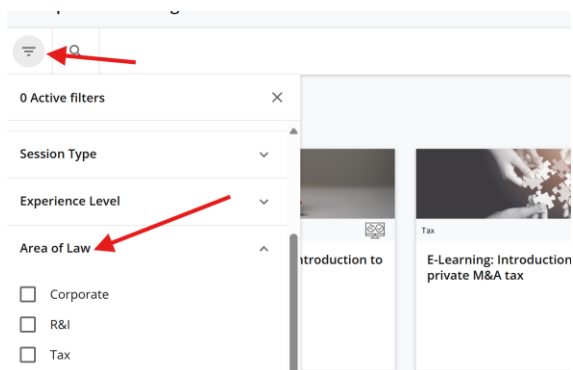 0 Active filters
Session Type
Experience Level
Area of Law
Corporate
R&I
Tax
Tax
ntroduction to
E-Learning: Introduction
private M&A tax